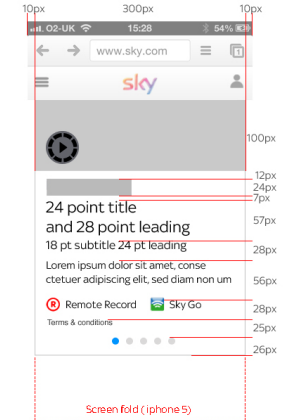 10px 300px 10px
O2-UK 15:28 54%
www.sky.com 1
sky
100px
12px
24px
7px
24 point title
and 28 point leading
57px
18 pt subtitle 24 pt leading
28px
Lorem ipsum dolor sit amet, conse
ctetuer adipiscing elit, sed diam non um
56px
R Remote Record Sky Go
28px
Terms & conditions
25px
26px
Screen fold ( iphone 5)